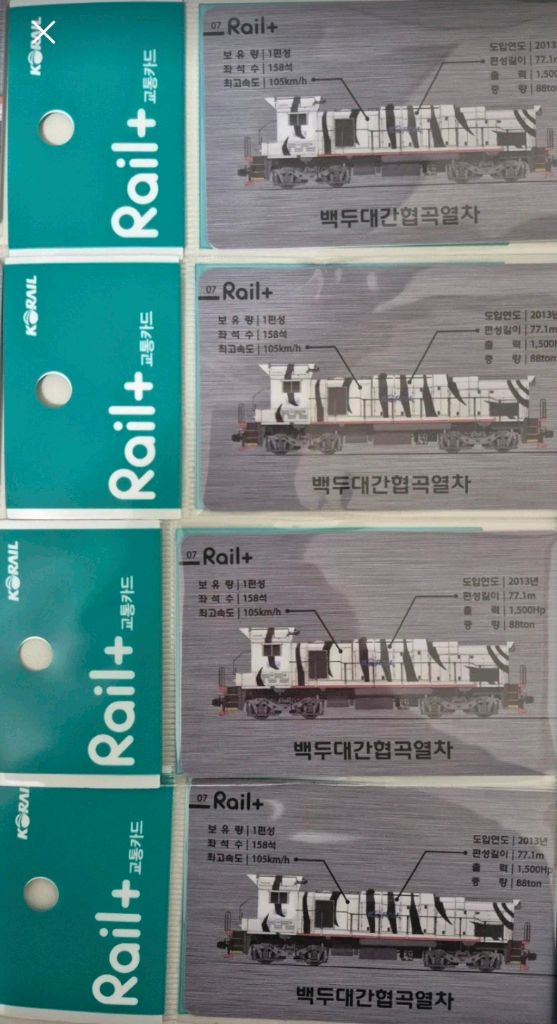 KORAIL
Rail+ 교통카드
07 Rail+
보 유 량 | 1편성
좌 석 수 | 158석
최고속도 | 105km/h
도입연도 | 2013
편성길이 | 77.1m
출 력 | 1,500
중 량 | 88ton
백두대간협곡열차
KORAIL
Rail+ 교통카드
07 Rail+
보 유 량 | 1편성
좌 석 수 | 158석
최고속도 | 105km/h
도입연도 | 2013년
편성길이 | 77.1m
출 력 | 1,500H
중 량 | 88ton
백두대간협곡열차
KORAIL
Rail+ 교통카드
07 Rail+
보 유 량 | 1편성
좌 석 수 | 158석
최고속도 | 105km/h
도입연도 | 2013년
편성길이 | 77.1m
출 력 | 1,500Hp
중 량 | 88ton
백두대간협곡열차
KORAIL
Rail+ 교통카드
07 Rail+
보 유 량 | 1편성
좌 석 수 | 158석
최고속도 | 105km/h
도입연도 | 2013년
편성길이 | 77.1m
출 력 | 1,500Hp
중 량 | 88ton
백두대간협곡열차